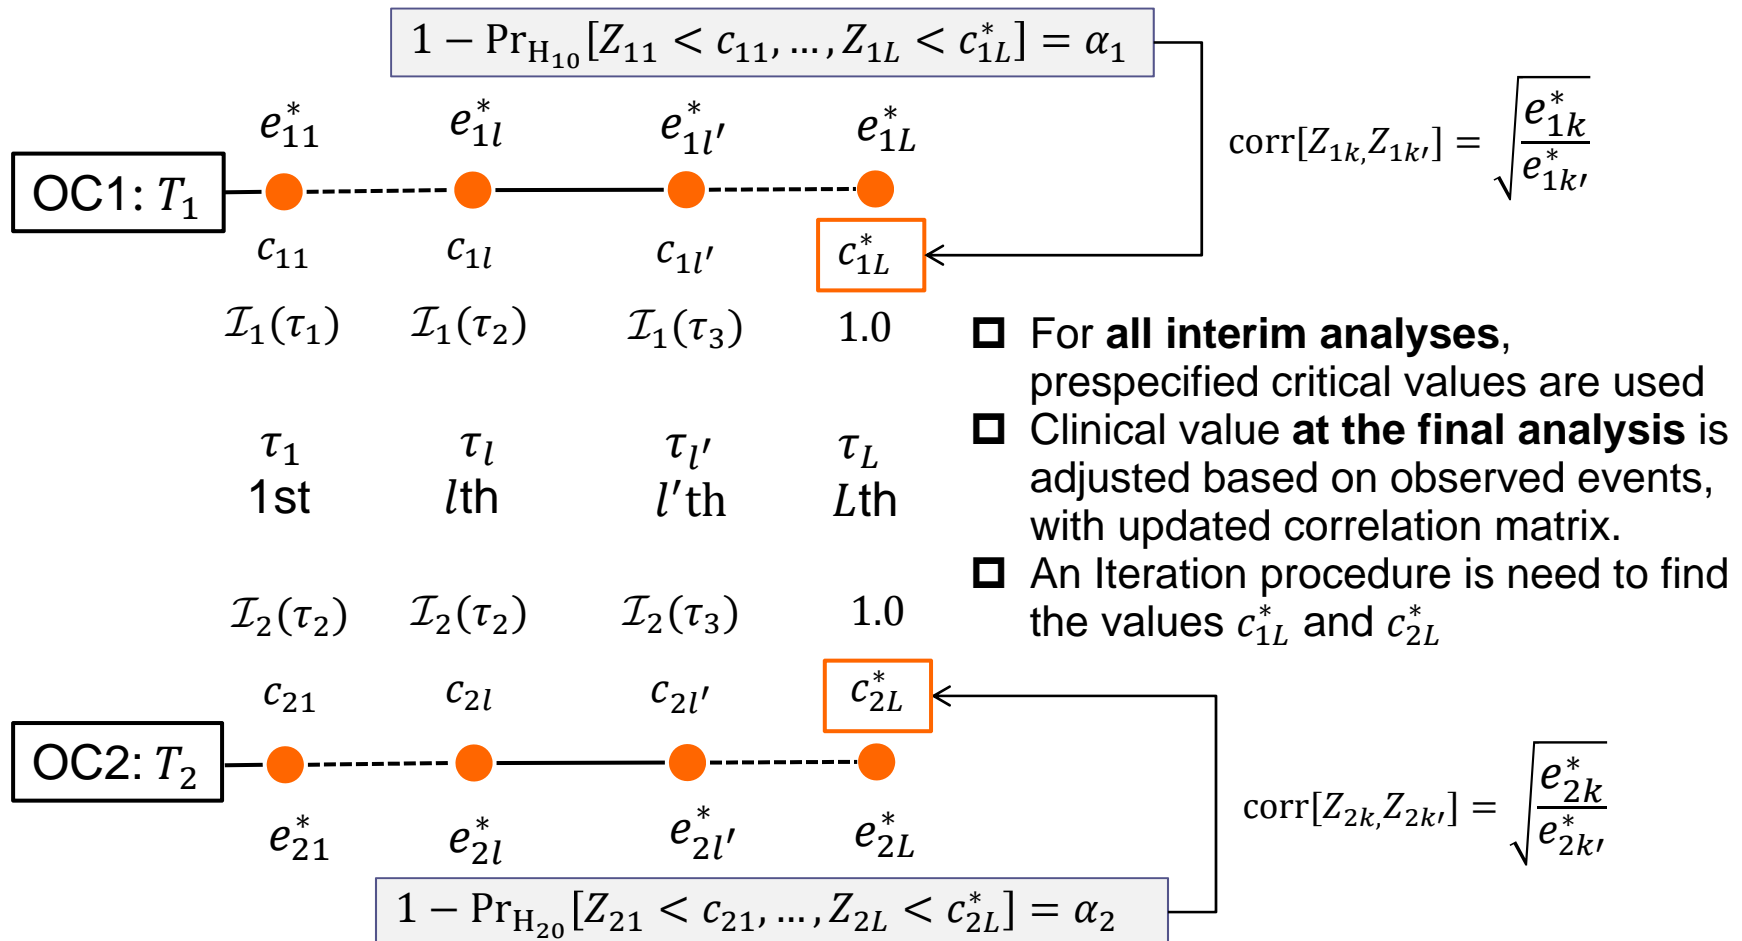 1 − Pr_{H_{10}}[Z_{11} < c_{11}, ..., Z_{1L} < c^*_{1L}] = α_1
e^*_{11} e^*_{1l} e^*_{1l′} e^*_{1L}
corr[Z_{1k,}Z_{1k′}] = √(e^*_{1k}/e^*_{1k′})
OC1: T_1
c_{11} c_{1l} c_{1l′} c^*_{1L}
ℐ_1(τ_1) ℐ_1(τ_2) ℐ_1(τ_3) 1.0
τ_1 τ_l τ_{l′} τ_L
1st lth l′th Lth
ℐ_2(τ_2) ℐ_2(τ_2) ℐ_2(τ_3) 1.0
c_{21} c_{2l} c_{2l′} c^*_{2L}
OC2: T_2
e^*_{21} e^*_{2l} e^*_{2l′} e^*_{2L}
1 − Pr_{H_{20}}[Z_{21} < c_{21}, ..., Z_{2L} < c^*_{2L}] = α_2
corr[Z_{2k,}Z_{2k′}] = √(e^*_{2k}/e^*_{2k′})
For all interim analyses,
prespecified critical values are used
Clinical value at the final analysis is
adjusted based on observed events,
with updated correlation matrix.
An Iteration procedure is need to find
the values c^*_{1L} and c^*_{2L}